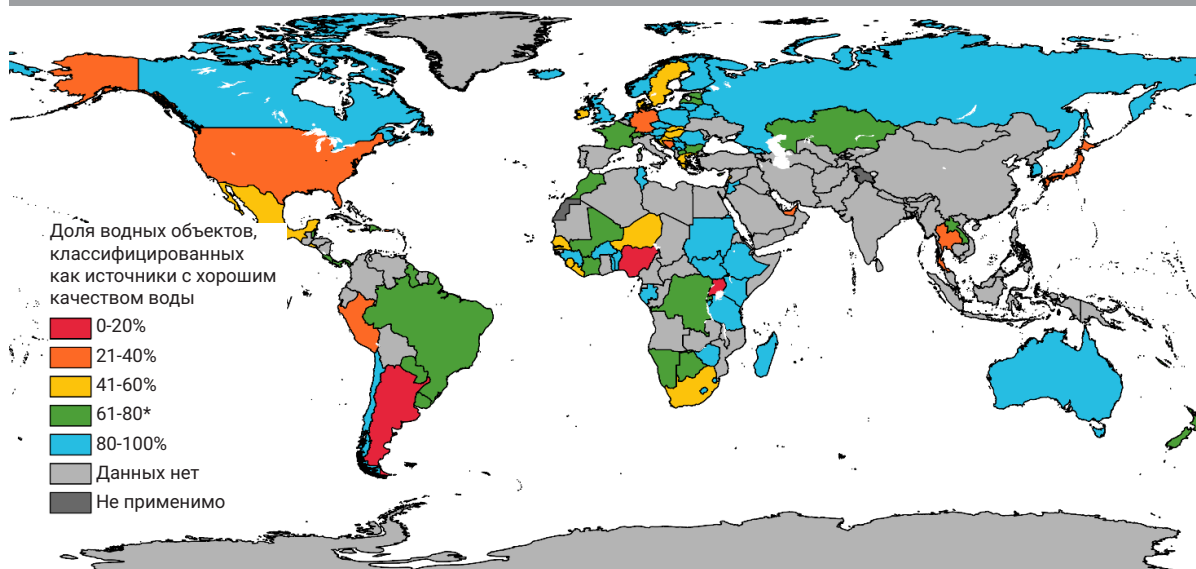 Доля водных объектов,
классифицированных
как источники с хорошим
качеством воды
0-20%
21-40%
41-60%
61-80*
80-100%
Данных нет
Не применимо